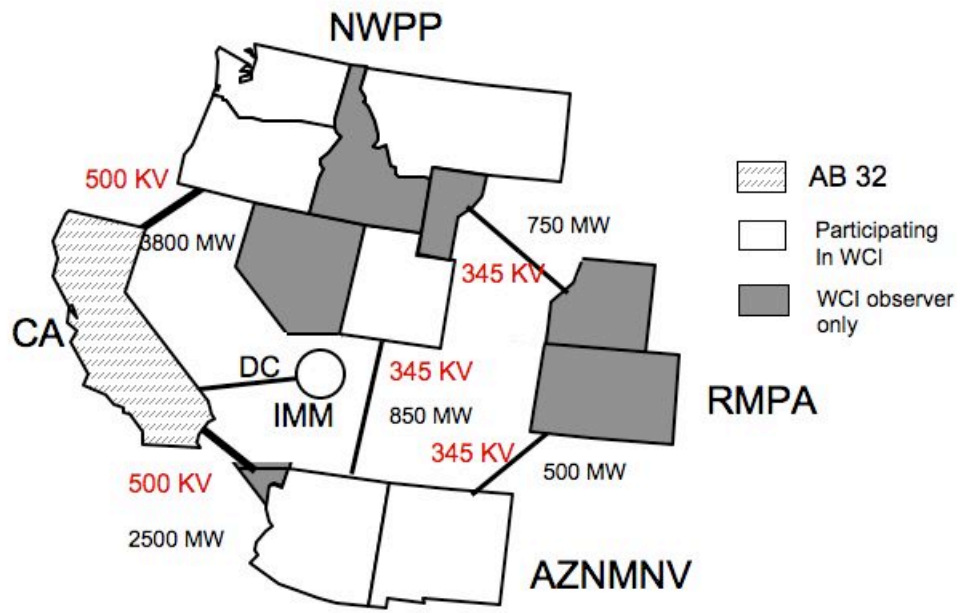 NWPP
500 KV
3800 MW
750 MW
345 KV
CA
DC
IMM
345 KV
850 MW
RMPA
345 KV
500 MW
500 KV
2500 MW
AZNMNV
AB 32
Participating
In WCI
WCI observer
only